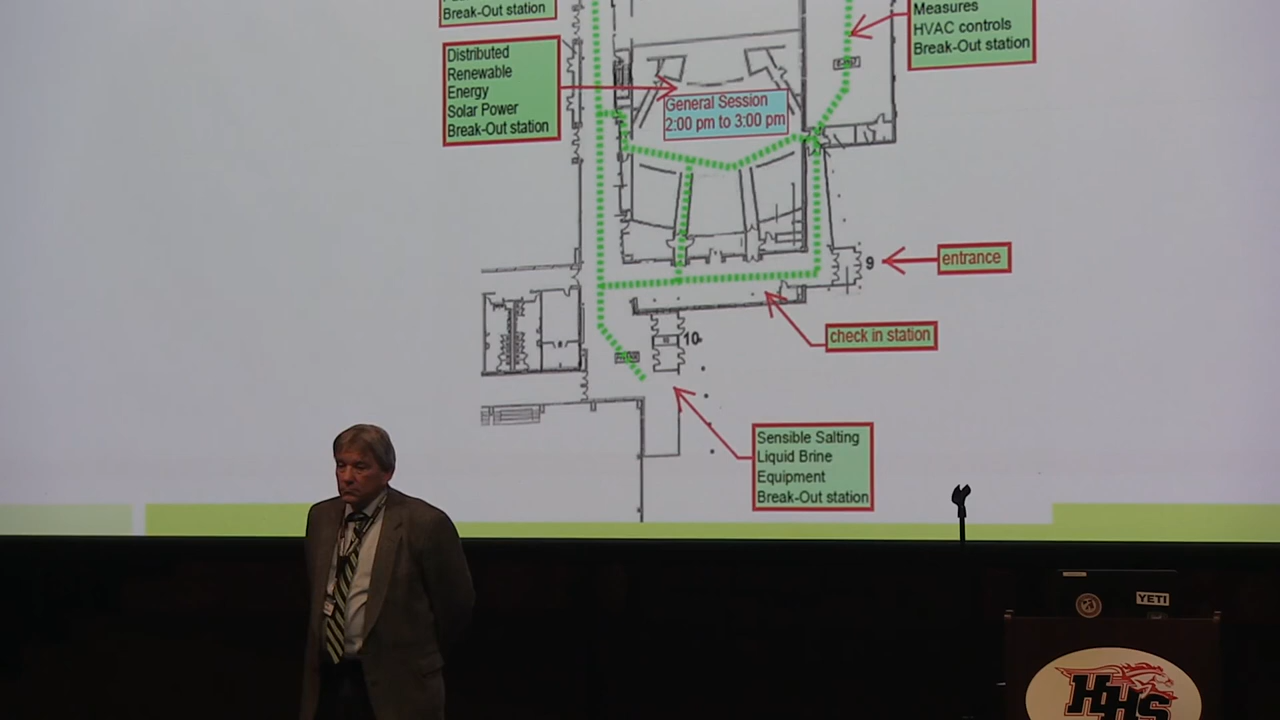 Break-Out station
Measures
HVAC controls
Break-Out station
Distributed
Renewable
Energy
Solar Power
Break-Out station
General Session
2:00 pm to 3:00 pm
9
entrance
check in station
10
Sensible Salting
Liquid Brine
Equipment
Break-Out station
YETI
HHS